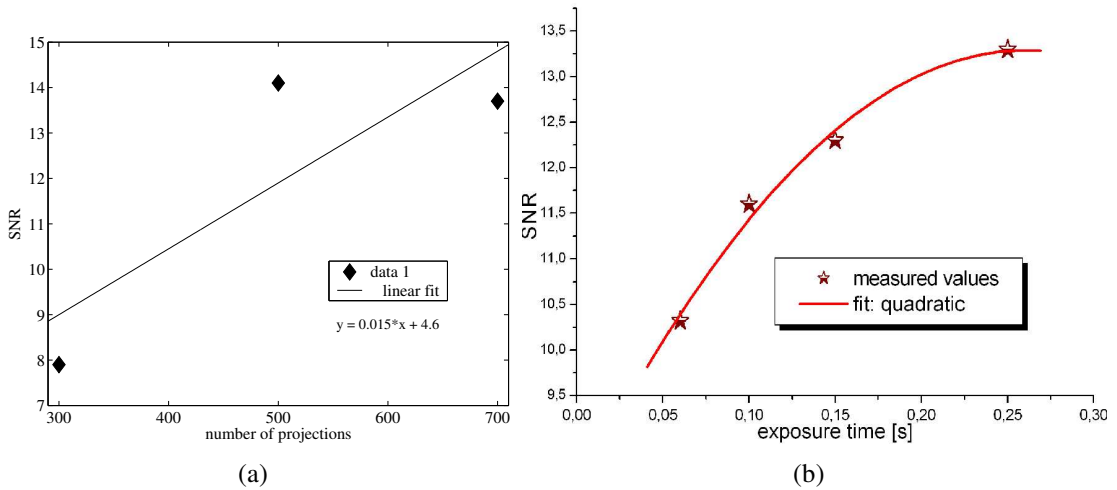 15
14
13
12
11
10
9
8
7
SNR
300
400
500
600
700
number of projections
data 1
linear fit
y = 0.015*x + 4.6
(a)
13,5
13,0
12,5
12,0
11,5
11,0
10,5
10,0
9,5
SNR
0,00
0,05
0,10
0,15
0,20
0,25
0,30
exposure time [s]
measured values
fit: quadratic
(b)